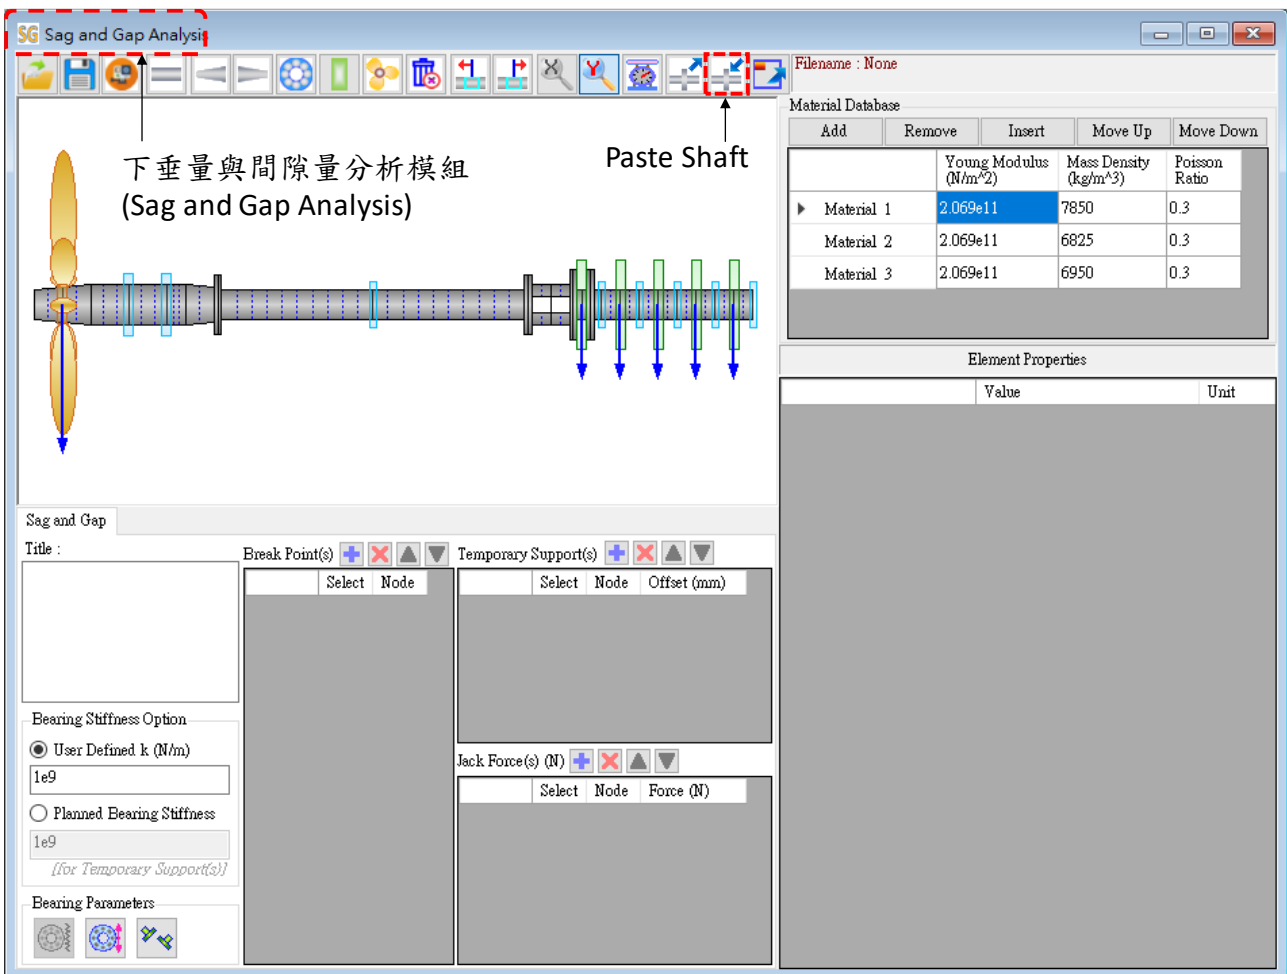 SG Sag and Gap Analysis
Filename : None
下垂量與間隙量分析模組
(Sag and Gap Analysis)
Paste Shaft
Material Database
Add Remove Insert Move Up Move Down
Young Modulus (N/m^2) Mass Density (kg/m^3) Poisson Ratio
Material 1 2.069e11 7850 0.3
Material 2 2.069e11 6825 0.3
Material 3 2.069e11 6950 0.3
Element Properties
Value Unit
Sag and Gap
Title :
Break Point(s)
Select Node
Temporary Support(s)
Select Node Offset (mm)
Bearing Stiffness Option
User Defined k (N/m)
1e9
Planned Bearing Stiffness
1e9
[for Temporary Support(s)]
Jack Force(s) (N)
Select Node Force (N)
Bearing Parameters